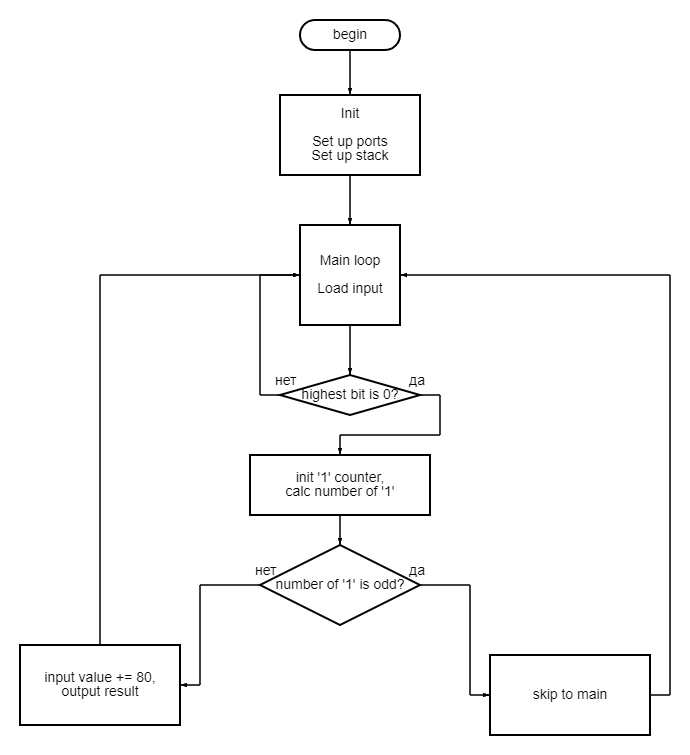 begin
Init
Set up ports
Set up stack
Main loop
Load input
нет
да
highest bit is 0?
init '1' counter,
calc number of '1'
нет
да
number of '1' is odd?
input value += 80,
output result
skip to main